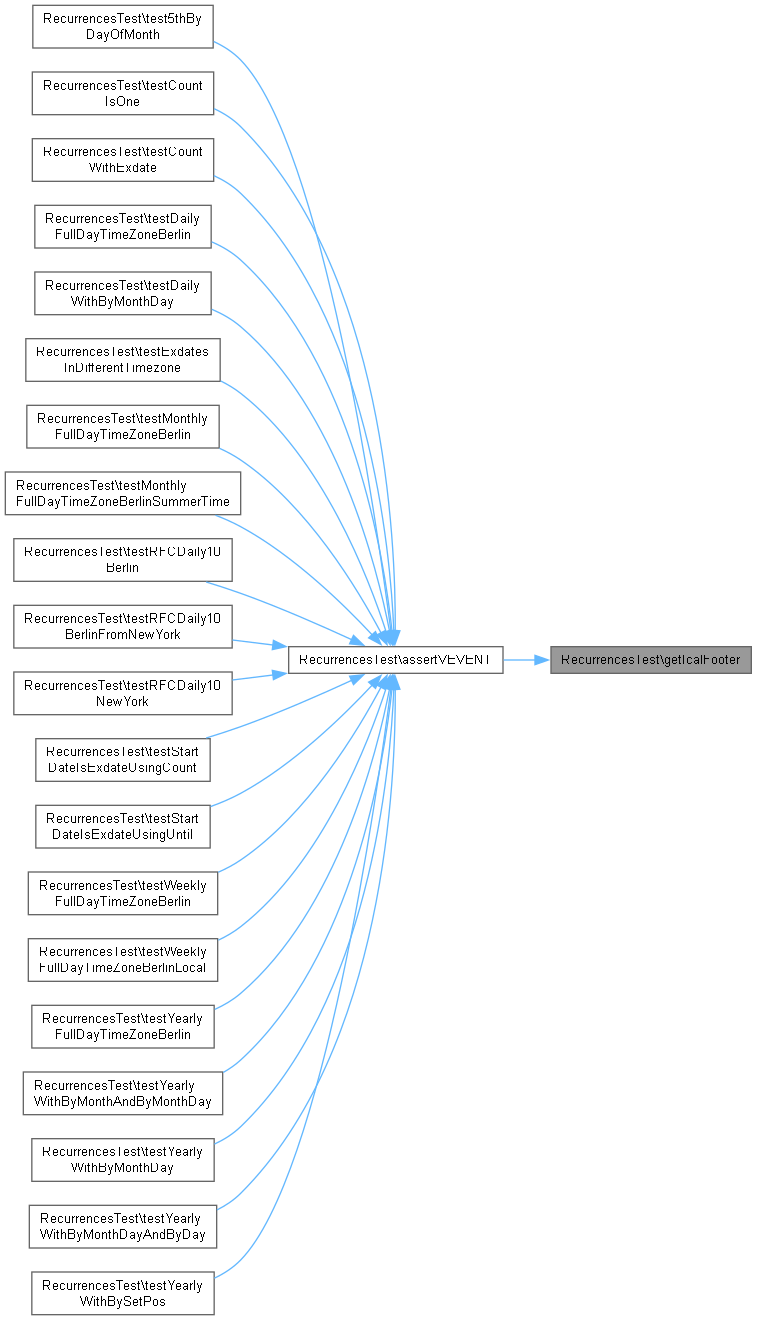 RecurrencesTest\test5thBy
DayOfMonth
RecurrencesTest\testCount
IsOne
RecurrencesTest\testCount
WithExdate
RecurrencesTest\testDaily
FullDayTimeZoneBerlin
RecurrencesTest\testDaily
WithByMonthDay
RecurrencesTest\testExdates
InDifferentTimezone
RecurrencesTest\testMonthly
FullDayTimeZoneBerlin
RecurrencesTest\testMonthly
FullDayTimeZoneBerlinSummerTime
RecurrencesTest\testRFCDaily10
Berlin
RecurrencesTest\testRFCDaily10
BerlinFromNewYork
RecurrencesTest\assertVEVENT
RecurrencesTest\getIcalFooter
RecurrencesTest\testRFCDaily10
NewYork
RecurrencesTest\testStart
DateIsExdateUsingCount
RecurrencesTest\testStart
DateIsExdateUsingUntil
RecurrencesTest\testWeekly
FullDayTimeZoneBerlin
RecurrencesTest\testWeekly
FullDayTimeZoneBerlinLocal
RecurrencesTest\testYearly
FullDayTimeZoneBerlin
RecurrencesTest\testYearly
WithByMonthAndByMonthDay
RecurrencesTest\testYearly
WithByMonthDay
RecurrencesTest\testYearly
WithByMonthDayAndByDay
RecurrencesTest\testYearly
WithBySetPos